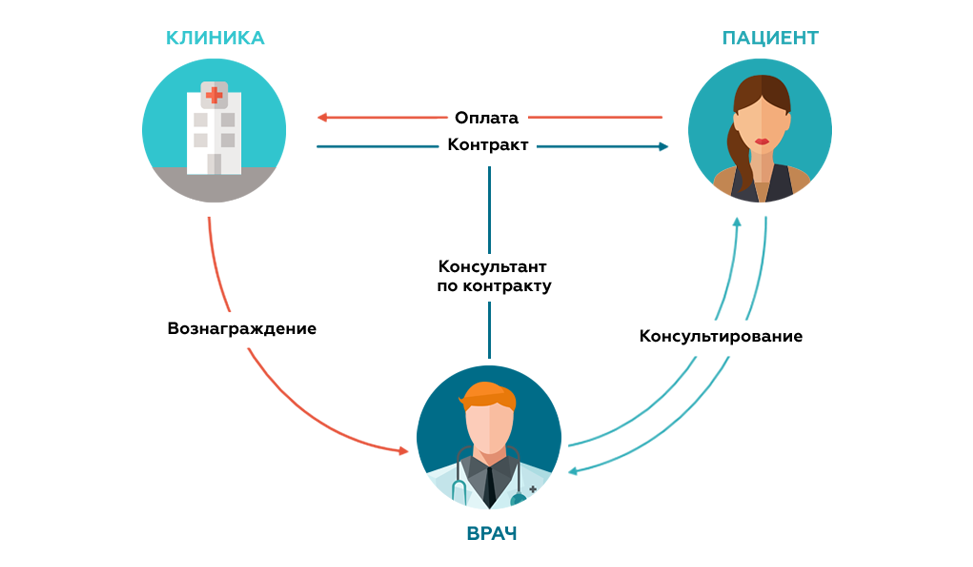 КЛИНИКА
ПАЦИЕНТ
Оплата
Контракт
Консультант
по контракту
Вознаграждение
Консультирование
ВРАЧ